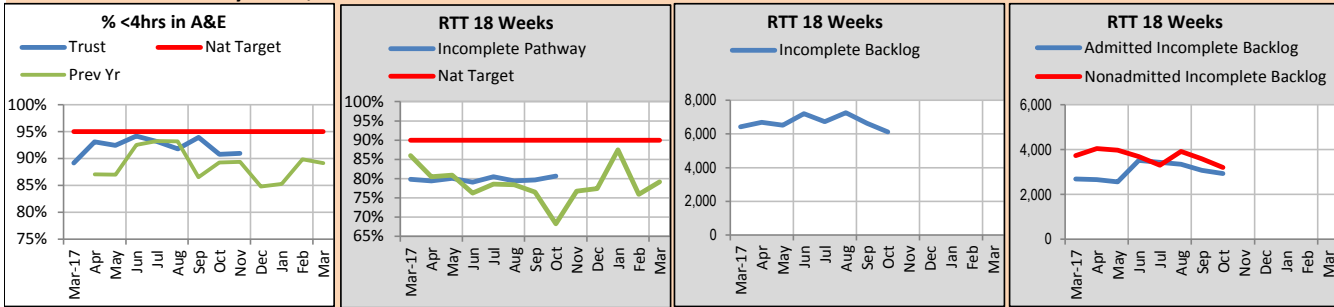 % <4hrs in A&E
Trust Nat Target
Prev Yr
100%
95%
90%
85%
80%
75%
Mar-17 Apr May Jun Jul Aug Sep Oct Nov Dec Jan Feb Mar
RTT 18 Weeks
Incomplete Pathway
Nat Target
100%
95%
90%
85%
80%
75%
70%
65%
Mar-17 Apr May Jun Jul Aug Sep Oct Nov Dec Jan Feb Mar
RTT 18 Weeks
Incomplete Backlog
8,000
6,000
4,000
2,000
0
Mar-17 Apr May Jun Jul Aug Sep Oct Nov Dec Jan Feb Mar
RTT 18 Weeks
Admitted Incomplete Backlog
Nonadmitted Incomplete Backlog
6,000
4,000
2,000
0
Mar-17 Apr May Jun Jul Aug Sep Oct Nov Dec Jan Feb Mar